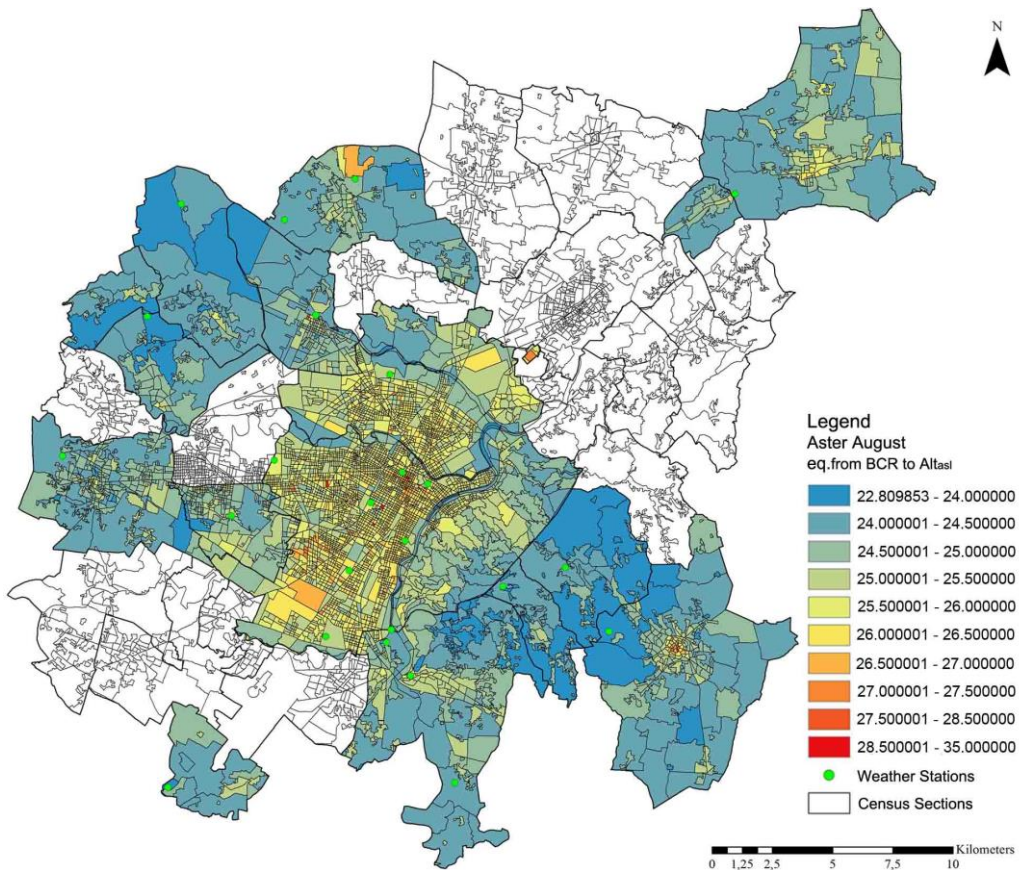 N
Legend
Aster August
eq.from BCR to Altasl
22.809853 - 24.000000
24.000001 - 24.500000
24.500001 - 25.000000
25.000001 - 25.500000
25.500001 - 26.000000
26.000001 - 26.500000
26.500001 - 27.000000
27.000001 - 27.500000
27.500001 - 28.500000
28.500001 - 35.000000
Weather Stations
Census Sections
Kilometers
0 1,25 2,5 5 7,5 10